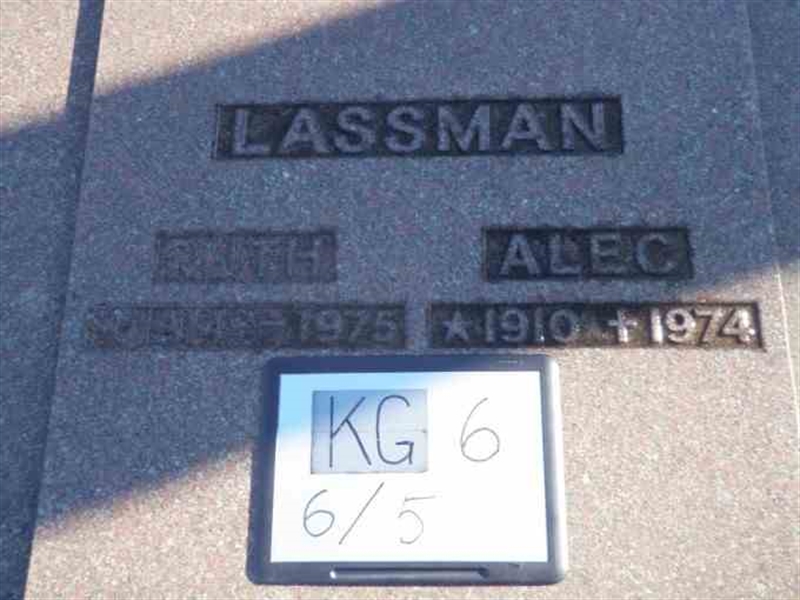 LASSMAN
RUTH ALEC
1975 ★1910 ✝1974
KG 6
6/5